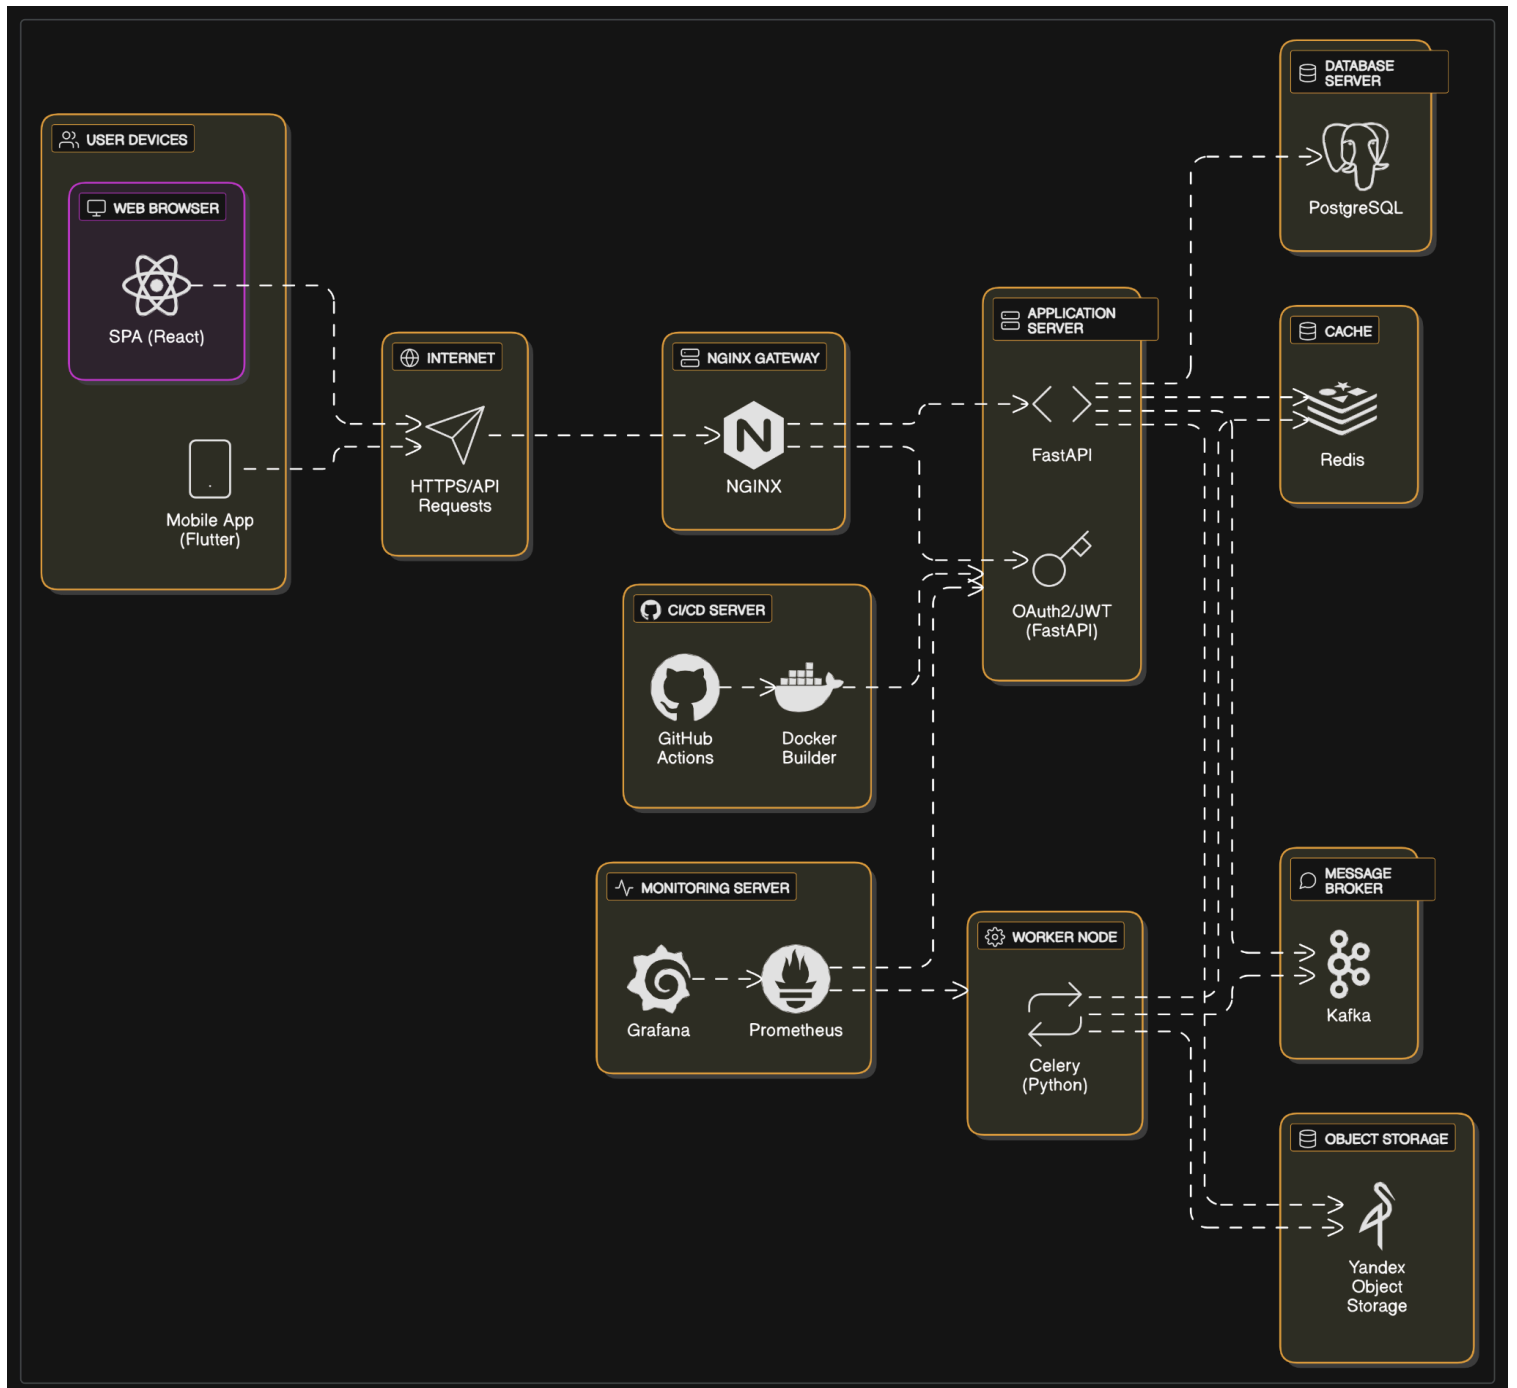 USER DEVICES
WEB BROWSER
SPA (React)
Mobile App
(Flutter)
INTERNET
HTTPS/API
Requests
NGINX GATEWAY
NGINX
CI/CD SERVER
GitHub
Actions
Docker
Builder
MONITORING SERVER
Grafana
Prometheus
APPLICATION
SERVER
FastAPI
OAuth2/JWT
(FastAPI)
WORKER NODE
Celery
(Python)
DATABASE
SERVER
PostgreSQL
CACHE
Redis
MESSAGE
BROKER
Kafka
OBJECT STORAGE
Yandex
Object
Storage